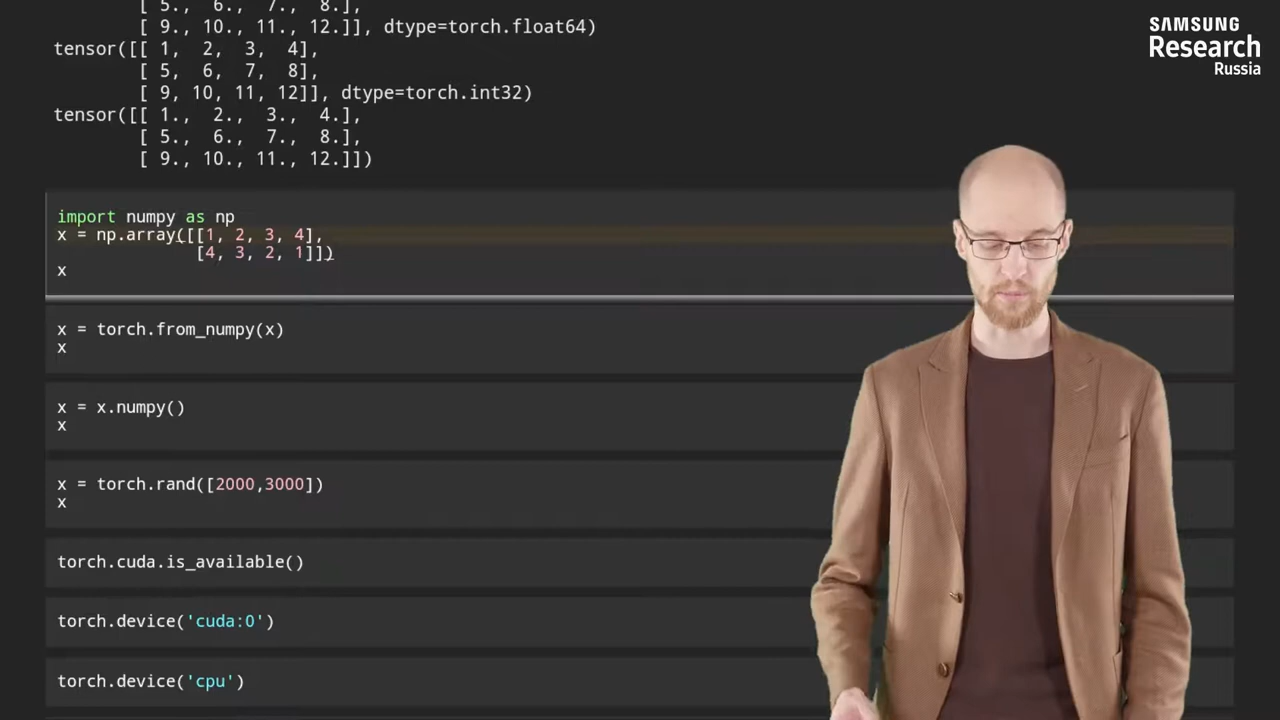 [ 5., 6., 7., 8.],
[ 9., 10., 11., 12.]], dtype=torch.float64)
tensor([[ 1, 2, 3, 4],
[ 5, 6, 7, 8],
[ 9, 10, 11, 12]], dtype=torch.int32)
tensor([[ 1., 2., 3., 4.],
[ 5., 6., 7., 8.],
[ 9., 10., 11., 12.]])
SAMSUNG
Research
Russia
import numpy as np
x = np.array([[1, 2, 3, 4],
[4, 3, 2, 1]])
x
x = torch.from_numpy(x)
x
x = x.numpy()
x
x = torch.rand([2000,3000])
x
torch.cuda.is_available()
torch.device('cuda:0')
torch.device('cpu')